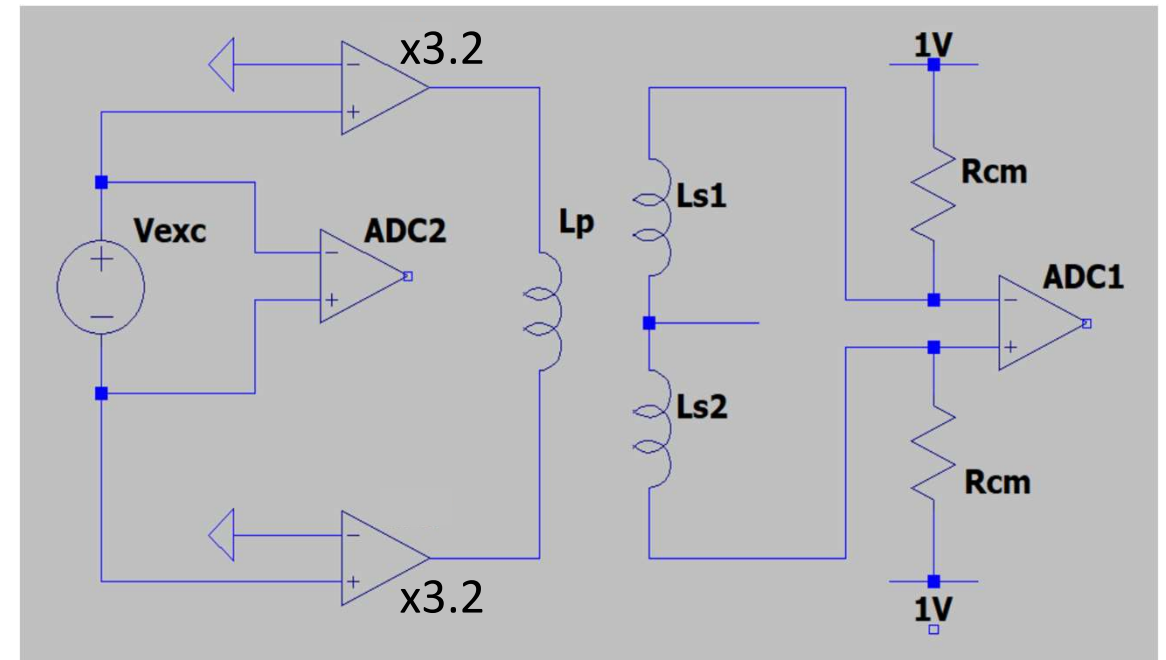 x3.2
1V
Rcm
Ls1
Vexc
ADC2
Lp
ADC1
Ls2
Rcm
x3.2
1V